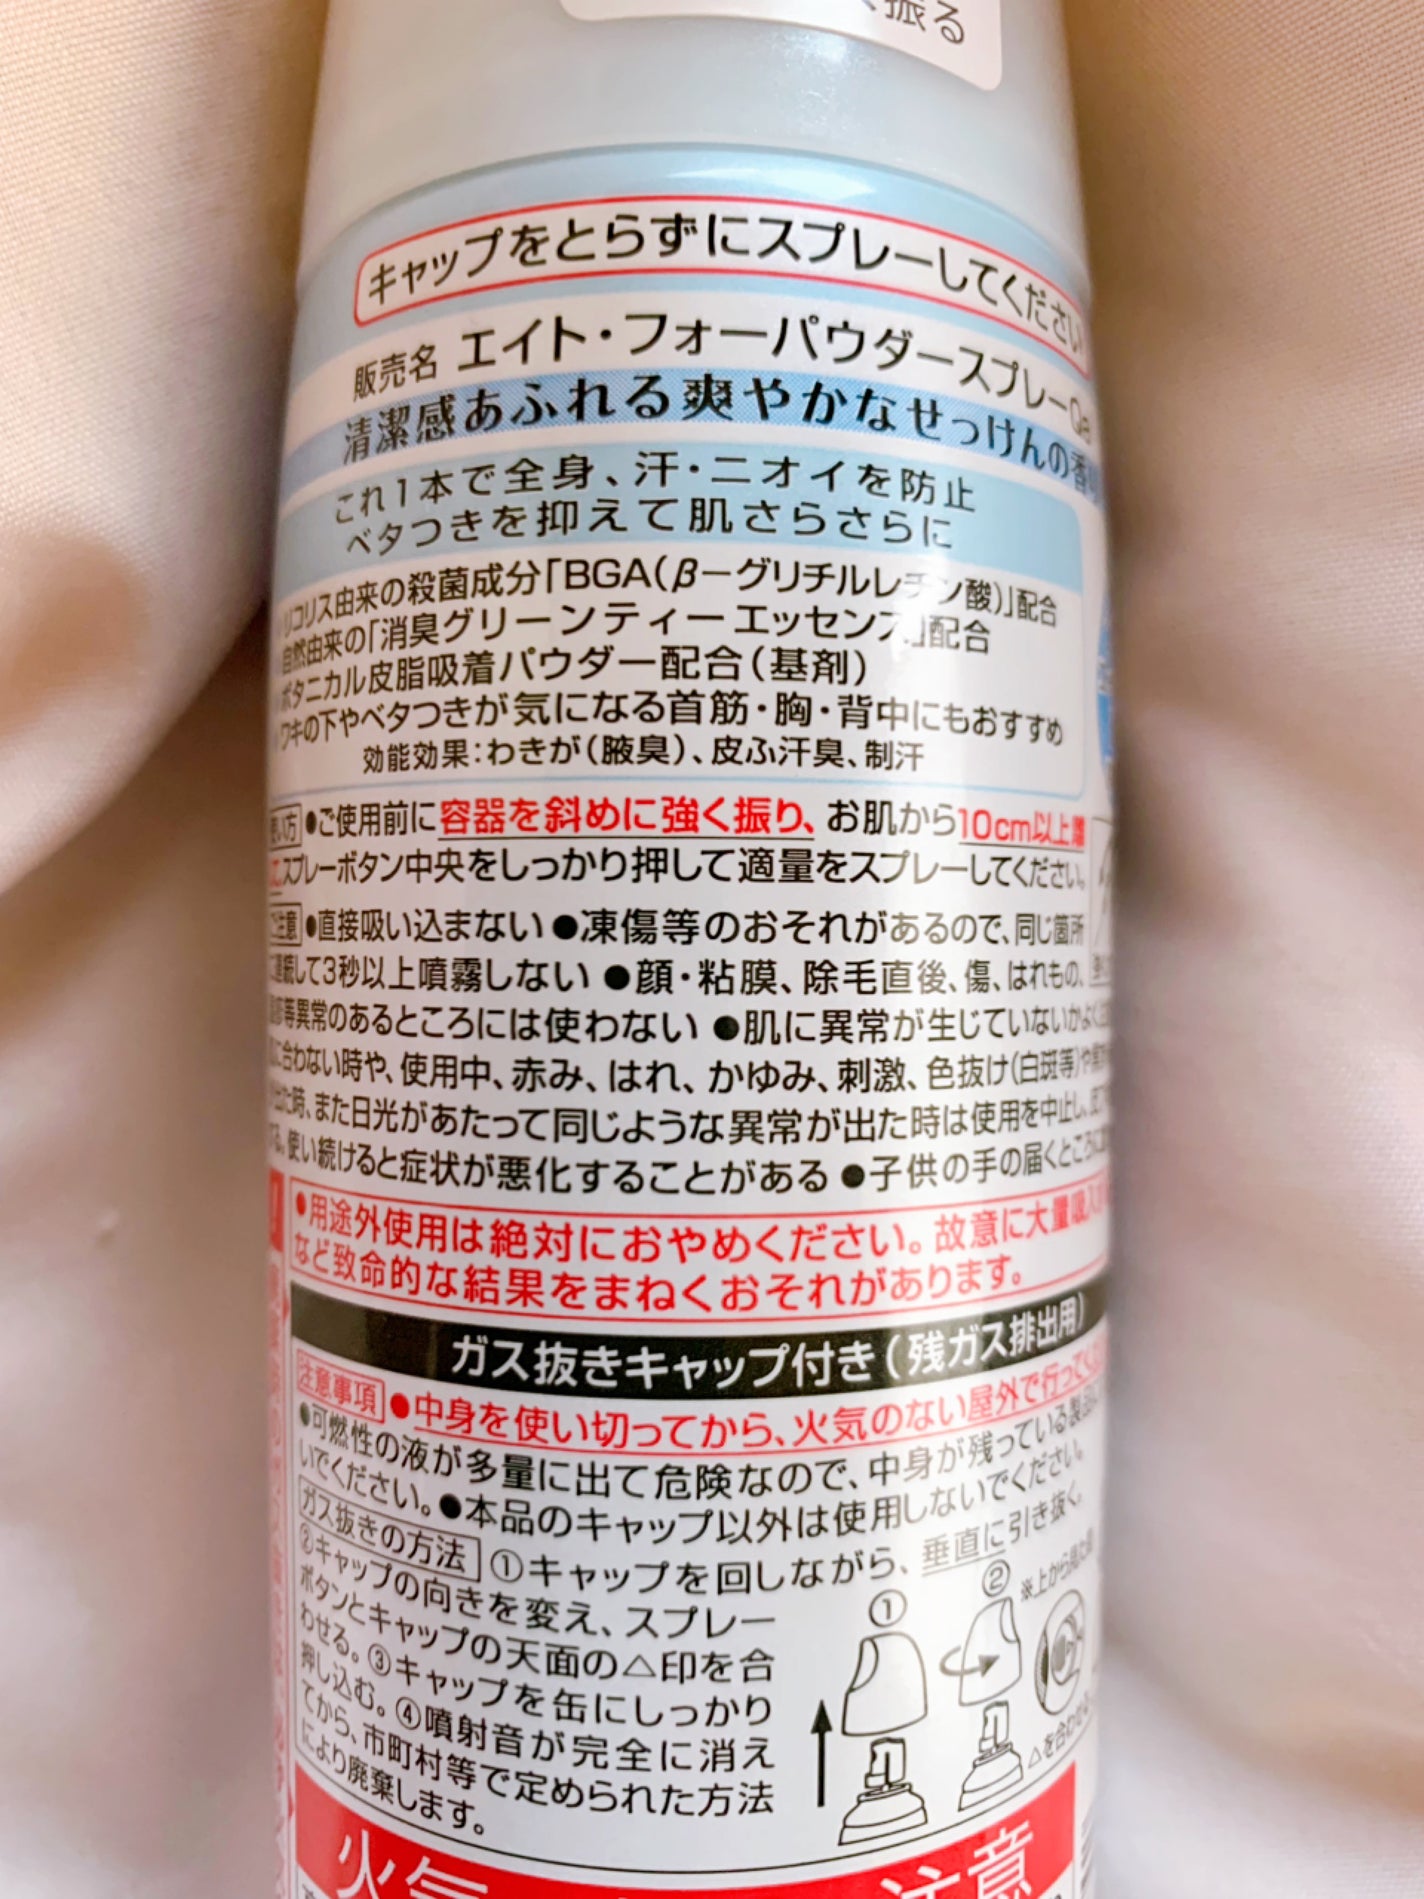 振る
キャップをとらずにスプレーしてください
販売名 エイト・フォーパウダースプレーQa
清潔感あふれる爽やかなせっけんの香り
これ1本で全身、汗・ニオイを防止
ベタつきを抑えて肌さらさらに
リコリス由来の殺菌成分「BGA(β−グリチルレチン酸)」配合
自然由来の「消臭グリーンティーエッセンス」配合
ボタニカル皮脂吸着パウダー配合(基剤)
ワキの下やベタつきが気になる首筋・胸・背中にもおすすめ
効能効果:わきが(腋臭)、皮ふ汗臭、制汗
使い方 ●ご使用前に容器を斜めに強く振り、お肌から10cm以上離
スプレーボタン中央をしっかり押して適量をスプレーしてください。
ご注意 ●直接吸い込まない ●凍傷等のおそれがあるので、同じ箇所
に連続して3秒以上噴霧しない ●顔・粘膜、除毛直後、傷、はれもの、
等異常のあるところには使わない ●肌に異常が生じていないかよく
に合わない時や、使用中、赤み、はれ、かゆみ、刺激、色抜け(白斑等)や
出た時、また日光があたって同じような異常が出た時は使用を中止し、
る。使い続けると症状が悪化することがある ●子供の手の届くところに
●用途外使用は絶対におやめください。故意に大量吸入
など致命的な結果をまねくおそれがあります。
ガス抜きキャップ付き(残ガス排出用)
注意事項 ●中身を使い切ってから、火気のない屋外で行って
●可燃性の液が多量に出て危険なので、中身が残っている製品
いでください。●本品のキャップ以外は使用しないでください。
ガス抜きの方法 ①キャップを回しながら、垂直に引き抜く。
②キャップの向きを変え、スプレー
ボタンとキャップの天面の△印を合
わせる。③キャップを缶にしっかり
押し込む。④噴射音が完全に消え
てから、市町村等で定められた方法
により廃棄します。
①
②
※上から見た
△を合わせる
火気 注意